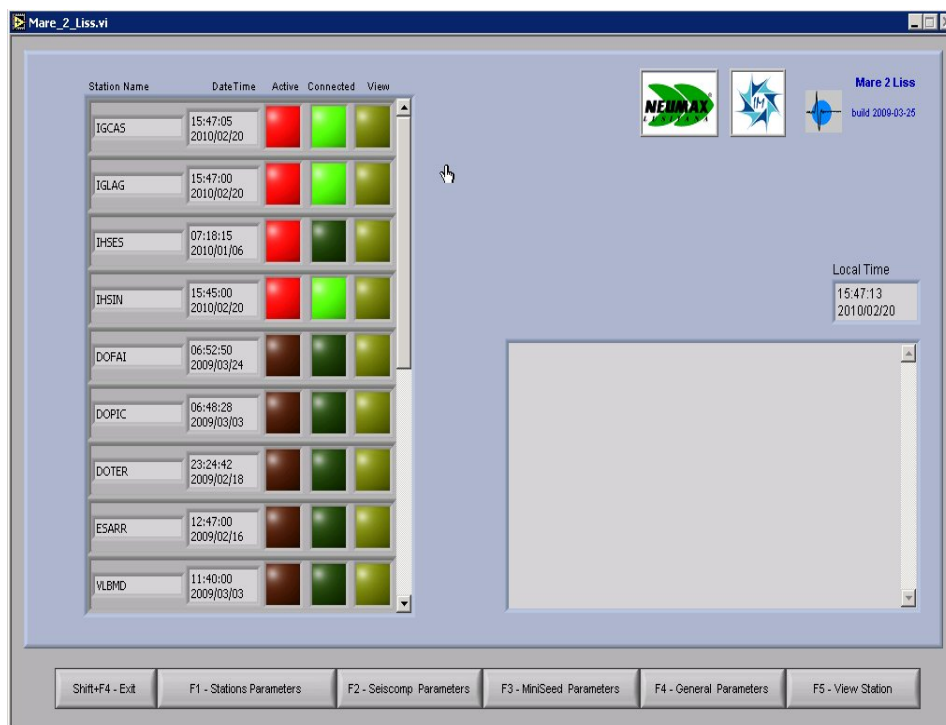 Mare_2_Liss.vi
Station Name DateTime Active Connected View
IGCAS 15:47:05
2010/02/20
IGLAG 15:47:00
2010/02/20
IHSES 07:18:15
2010/01/06
IHSIN 15:45:00
2010/02/20
DOFAI 06:52:50
2009/03/24
DOPIC 06:48:28
2009/03/03
DOTER 23:24:42
2009/02/18
ESARR 12:47:00
2009/02/16
VLBMD 11:40:00
2009/03/03
NEUMAX
LUSITANA
IM
Mare 2 Liss
build 2009-03-25
Local Time
15:47:13
2010/02/20
Shift+F4 - Exit F1 - Stations Parameters F2 - Seiscomp Parameters F3 - MiniSeed Parameters F4 - General Parameters F5 - View Station